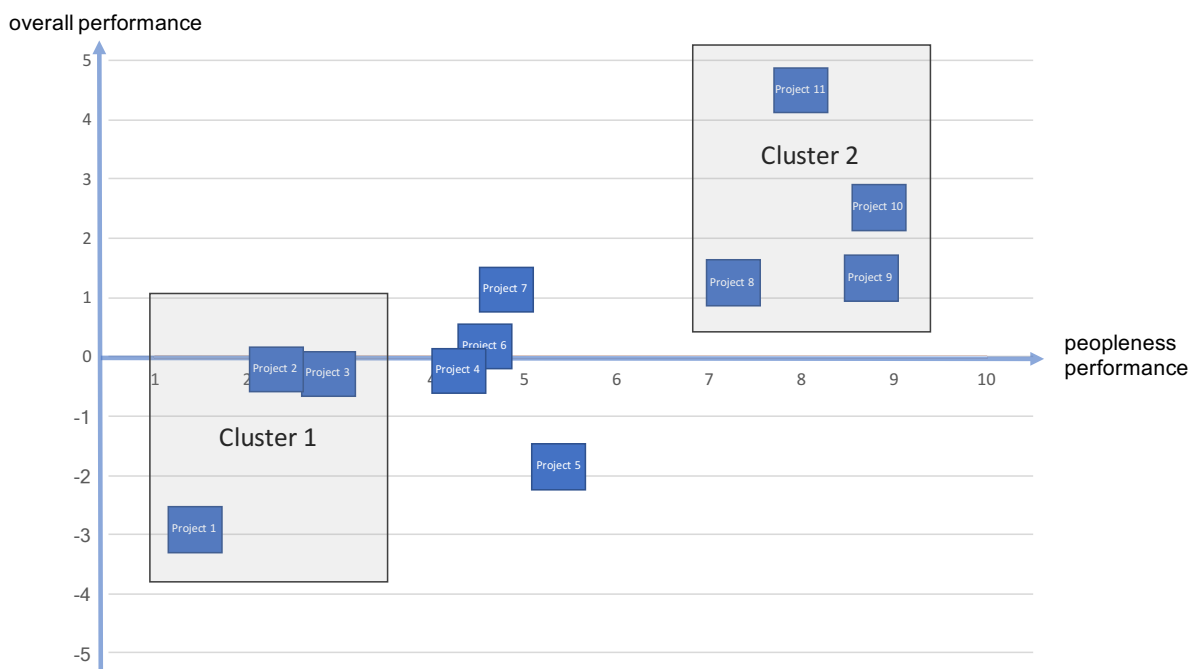 overall performance
5
Project 11
4
Cluster 2
3
Project 10
2
Project 7
Project 8
Project 9
1
Project 6
0
peopleness
performance
Project 2
Project 3
Project 4
1
2
4
5
6
7
8
9
10
-1
Cluster 1
-2
Project 5
-3
Project 1
-4
-5